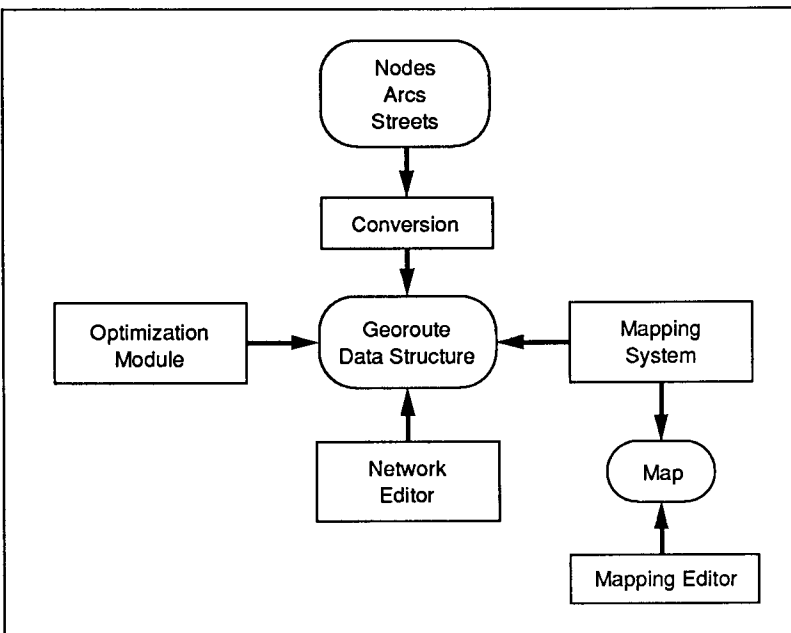 Nodes
Arcs
Streets
Conversion
Optimization
Module
Georoute
Data Structure
Mapping
System
Network
Editor
Map
Mapping Editor